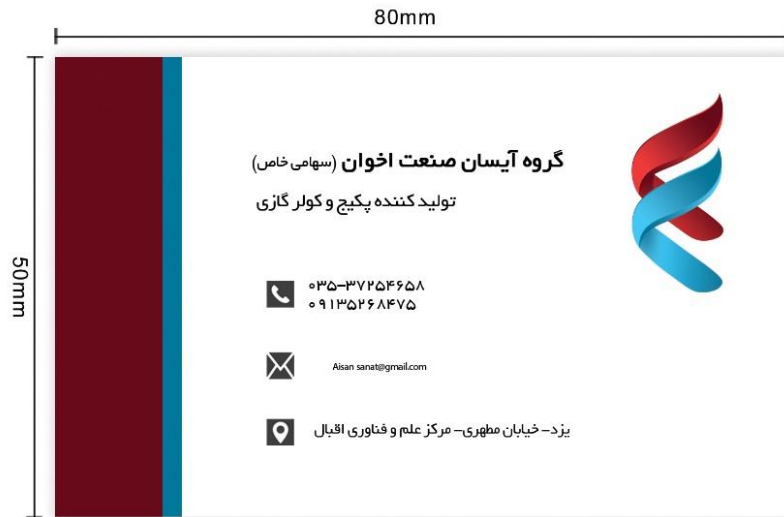 80mm
50mm
گروه آیسان صنعت اخوان (سهامی خاص)
تولید کننده پکیج و کولر گازی
۰۳۵-۳۷۲۵۴۶۵۸
۰۹۱۳۵۲۶۸۴۷۵
Aisan sanat@gmail.com
یزد- خیابان مطهری- مرکز علم و فناوری اقبال